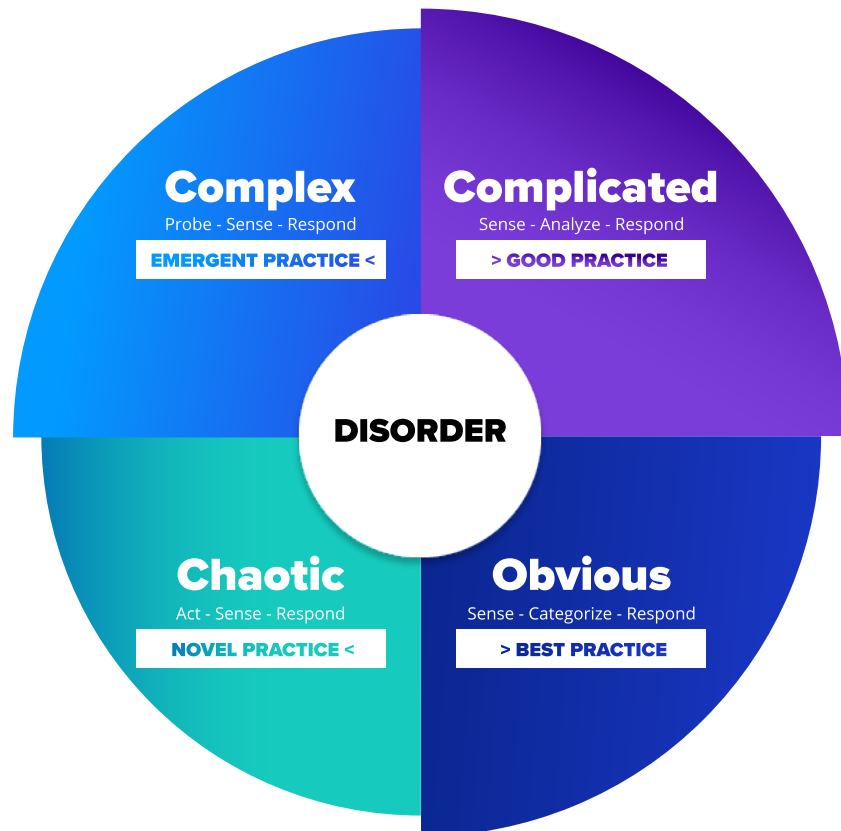 Complex
Probe - Sense - Respond
EMERGENT PRACTICE <
Complicated
Sense - Analyze - Respond
> GOOD PRACTICE
DISORDER
Chaotic
Act - Sense - Respond
NOVEL PRACTICE <
Obvious
Sense - Categorize - Respond
> BEST PRACTICE